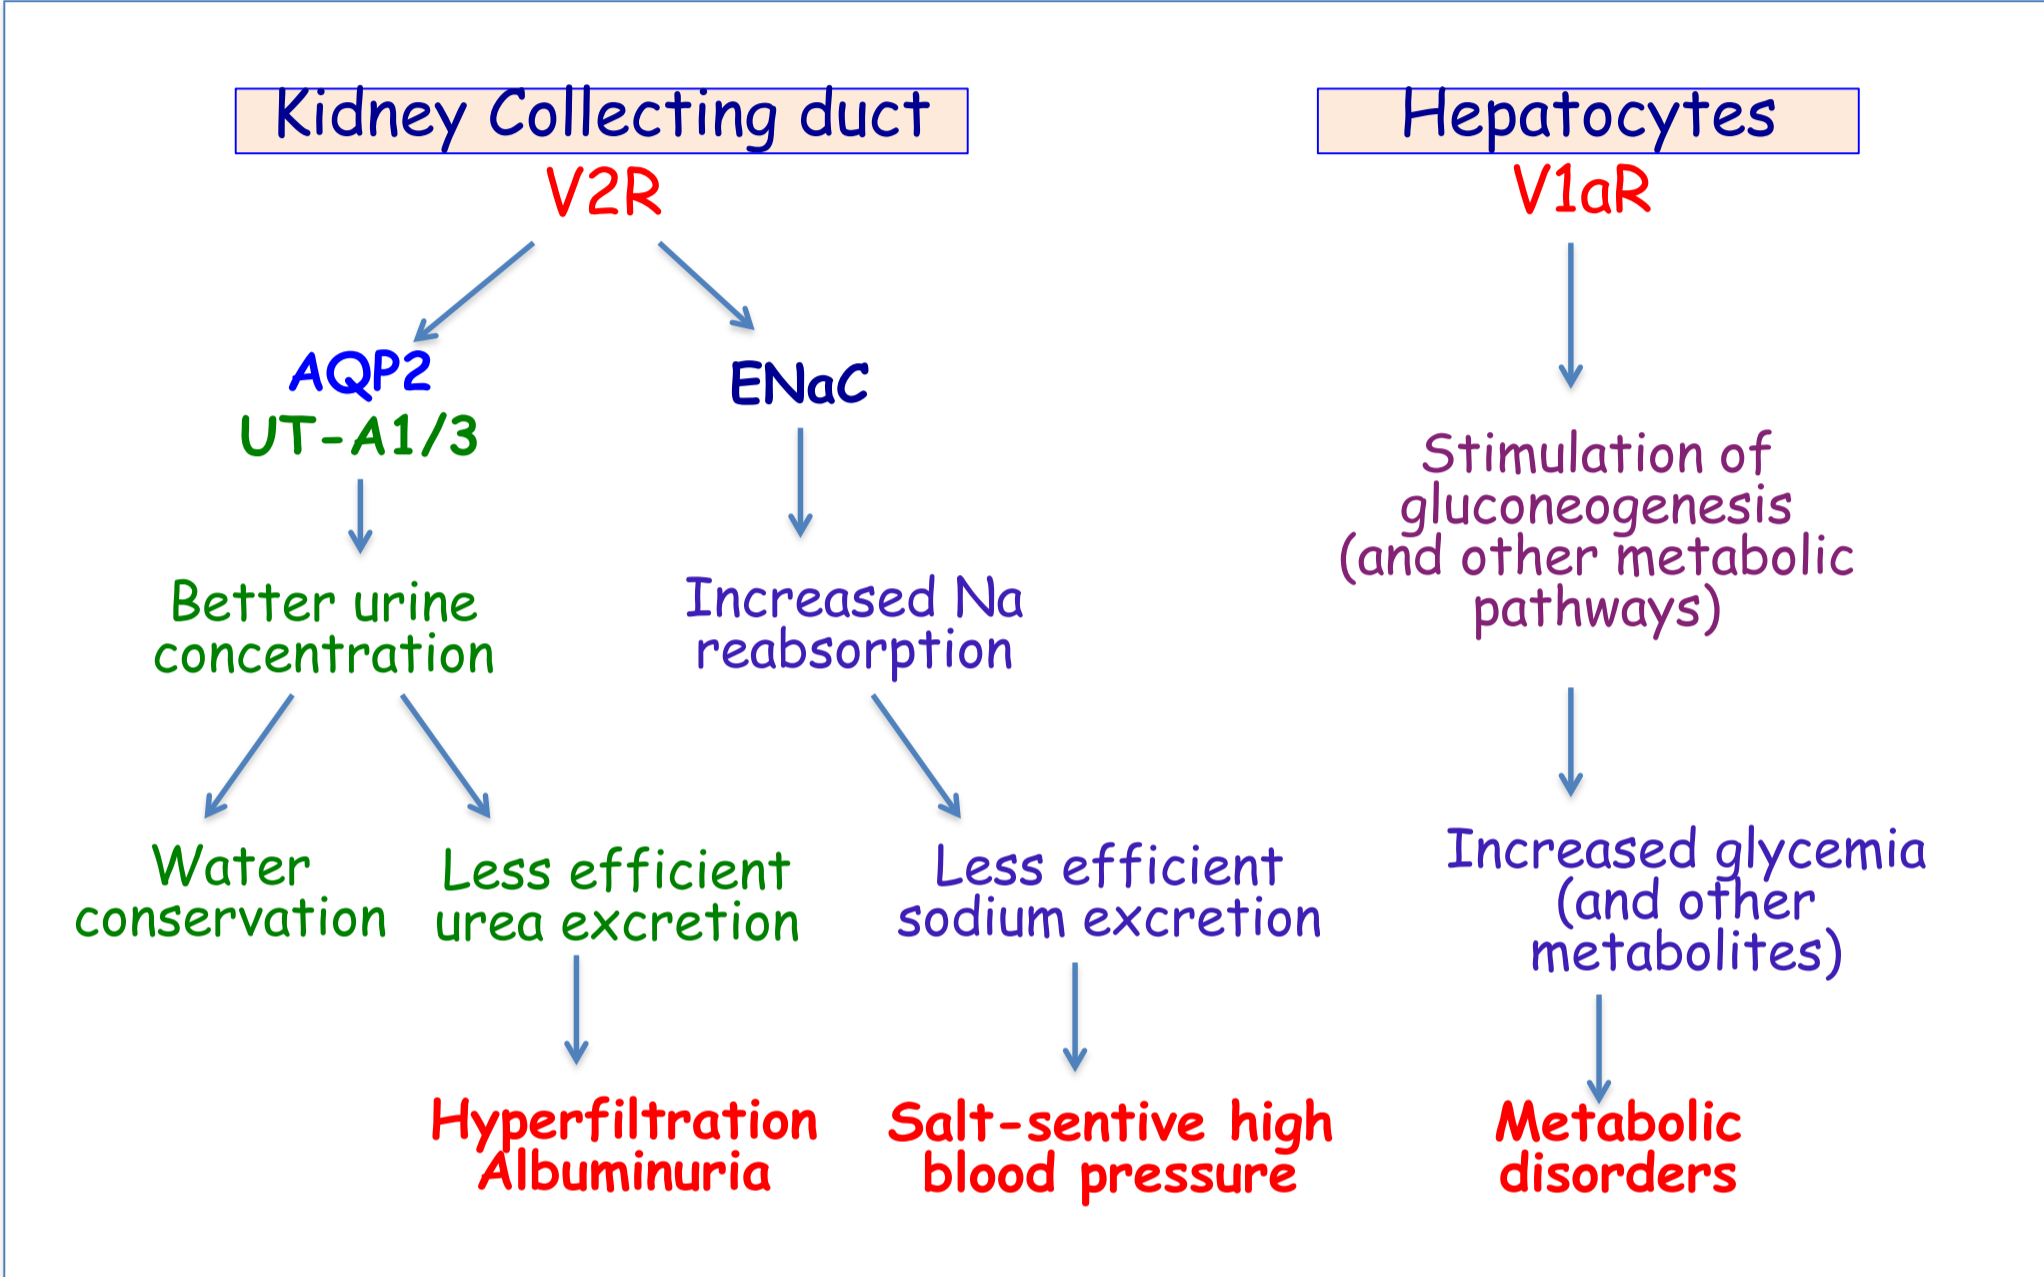 Kidney Collecting duct
V2R
AQP2
UT-A1/3
ENaC
Better urine
concentration
Increased Na
reabsorption
Water
conservation
Less efficient
urea excretion
Less efficient
sodium excretion
Hyperfiltration
Albuminuria
Salt-sentive high
blood pressure
Hepatocytes
V1aR
Stimulation of
gluconeogenesis
(and other metabolic
pathways)
Increased glycemia
(and other
metabolites)
Metabolic
disorders